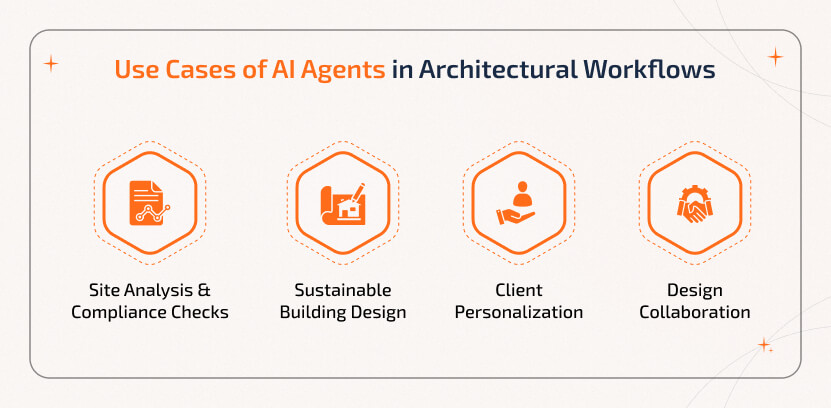 Use Cases of AI Agents in Architectural Workflows
Site Analysis &
Compliance Checks
Sustainable
Building Design
Client
Personalization
Design
Collaboration